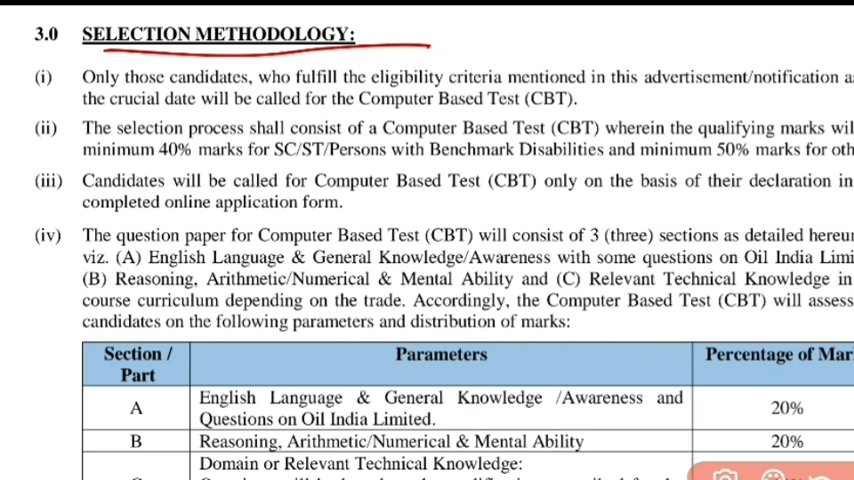 3.0 SELECTION METHODOLOGY:
(i) Only those candidates, who fulfill the eligibility criteria mentioned in this advertisement/notification
the crucial date will be called for the Computer Based Test (CBT).
(ii) The selection process shall consist of a Computer Based Test (CBT) wherein the qualifying marks
minimum 40% marks for SC/ST/Persons with Benchmark Disabilities and minimum 50% marks for
(iii) Candidates will be called for Computer Based Test (CBT) only on the basis of their declaration in
completed online application form.
(iv) The question paper for Computer Based Test (CBT) will consist of 3 (three) sections as detailed
viz. (A) English Language & General Knowledge/Awareness with some questions on Oil India
(B) Reasoning, Arithmetic/Numerical & Mental Ability and (C) Relevant Technical Knowledge in
course curriculum depending on the trade. Accordingly, the Computer Based Test (CBT) will assess
candidates on the following parameters and distribution of marks:
Section / Parameters Percentage of
Part
A English Language & General Knowledge /Awareness and 20%
Questions on Oil India Limited.
B Reasoning, Arithmetic/Numerical & Mental Ability 20%
Domain or Relevant Technical Knowledge: